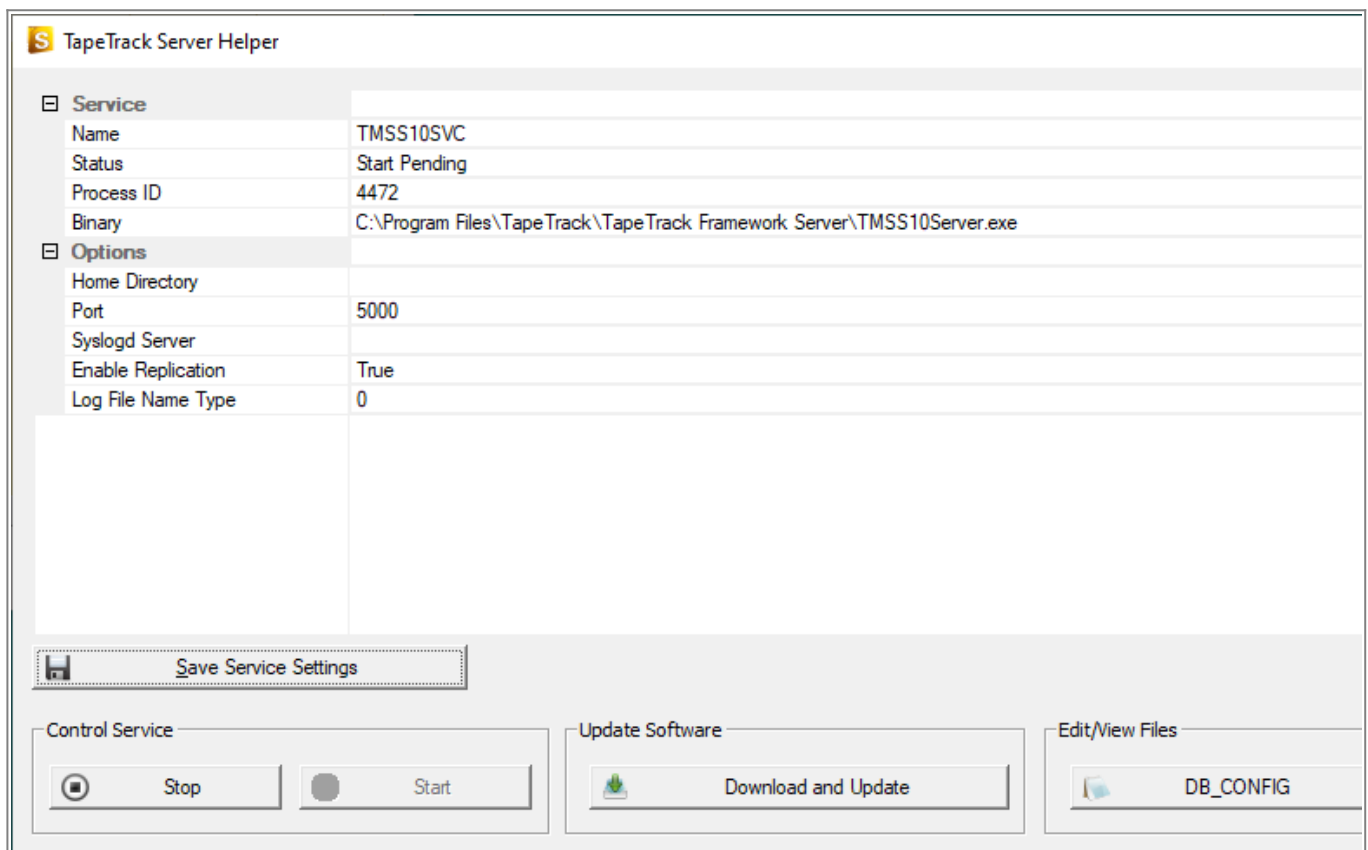 S TapeTrack Server Helper
Service
Name TMSS10SVC
Status Start Pending
Process ID 4472
Binary C:\Program Files\TapeTrack\TapeTrack Framework Server\TMSS10Server.exe
Options
Home Directory
Port 5000
Syslogd Server
Enable Replication True
Log File Name Type 0
Save Service Settings
Control Service Update Software Edit/View Files
Stop Start Download and Update DB_CONFIG